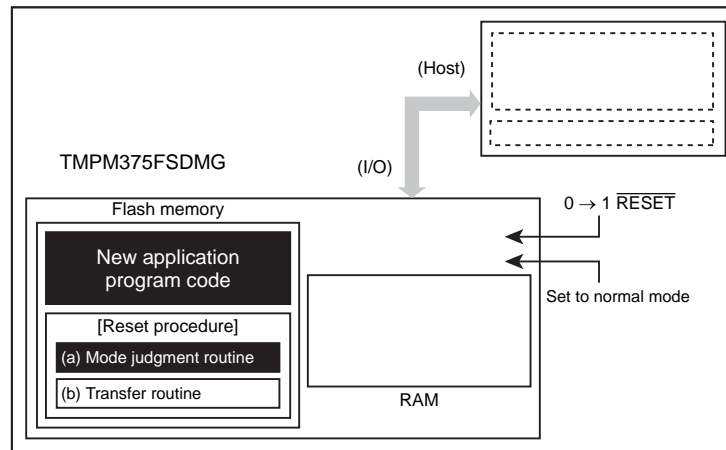 (Host)
TMPM375FSDMG
(I/O)
Flash memory
0 → 1 RESET
New application
program code
Set to normal mode
[Reset procedure]
(a) Mode judgment routine
(b) Transfer routine
RAM